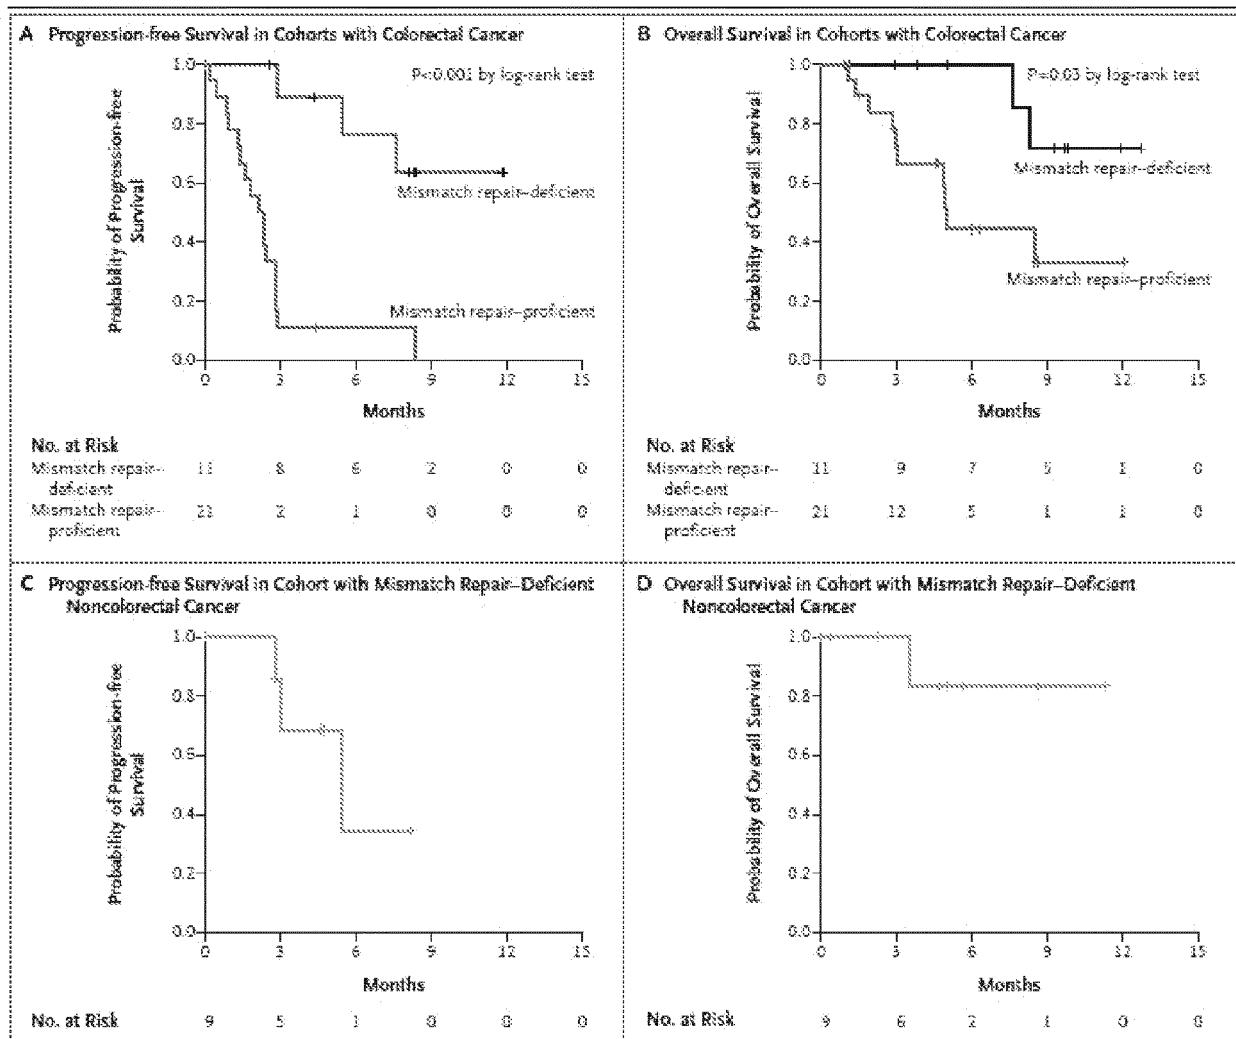 A Progression-free Survival in Cohorts with Colorectal Cancer
Probability of Progression-free
Survival
1.0
0.8
0.6
0.4
0.2
0.0
P<0.001 by log-rank test
Mismatch repair–deficient
Mismatch repair–proficient
0 3 6 9 12 15
Months
No. at Risk
Mismatch repair–
deficient
11 8 6 2 0 0
Mismatch repair–
proficient
2 1 0 0 0
B Overall Survival in Cohorts with Colorectal Cancer
Probability of Overall Survival
1.0
0.8
0.6
0.4
0.2
0.0
P=0.03 by log-rank test
Mismatch repair–deficient
Mismatch repair–proficient
0 3 6 9 12 15
Months
No. at Risk
Mismatch repair–
deficient
11 9 7 5 1 0
Mismatch repair–
proficient
21 12 5 1 1 0
C Progression-free Survival in Cohort with Mismatch Repair–Deficient
Noncolorectal Cancer
Probability of Progression-free
Survival
1.0
0.8
0.6
0.4
0.2
0.0
0 3 6 9 12 15
Months
No. at Risk 9 5 1 0 0 0
D Overall Survival in Cohort with Mismatch Repair–Deficient
Noncolorectal Cancer
Probability of Overall Survival
1.0
0.8
0.6
0.4
0.2
0.0
0 3 6 9 12 15
Months
No. at Risk 9 6 2 1 0 0